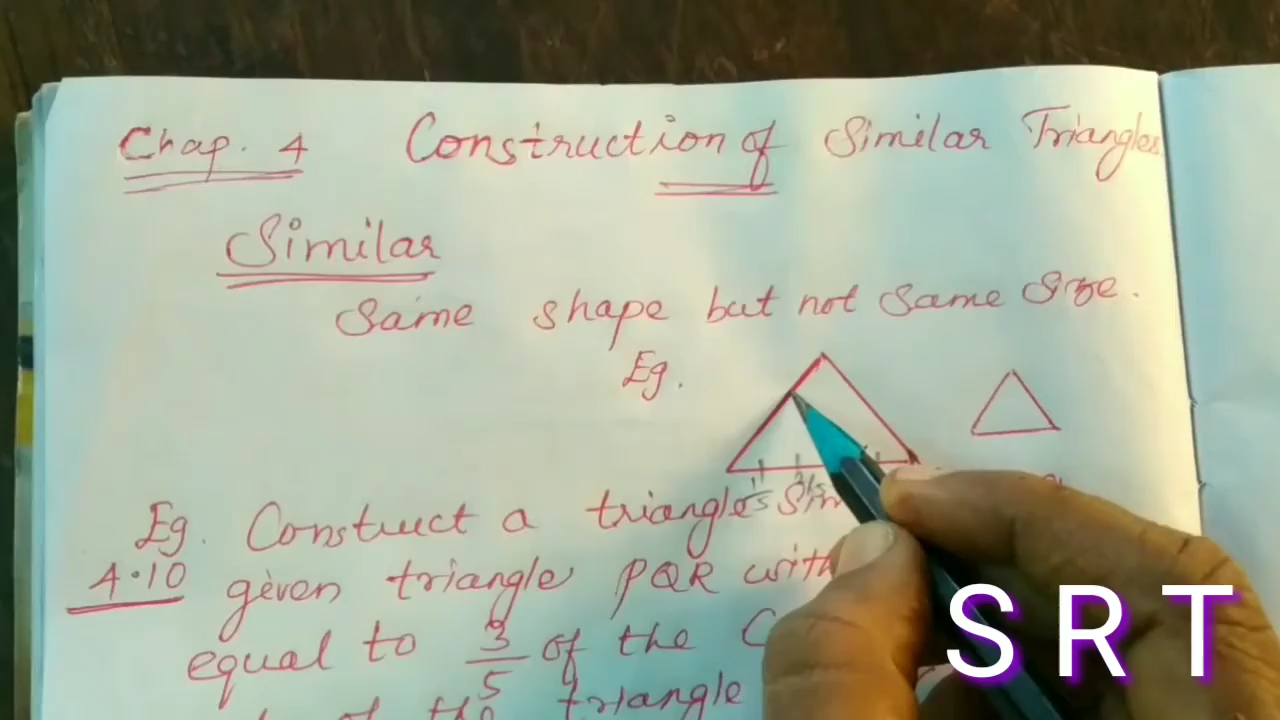 Chap. 4 Construction of Similar Triangles
Similar
Same shape but not same size.
Eg.
Eg. Construct a triangle
4.10 given triangle PQR with
equal to 3/5 of the
triangle
SRT